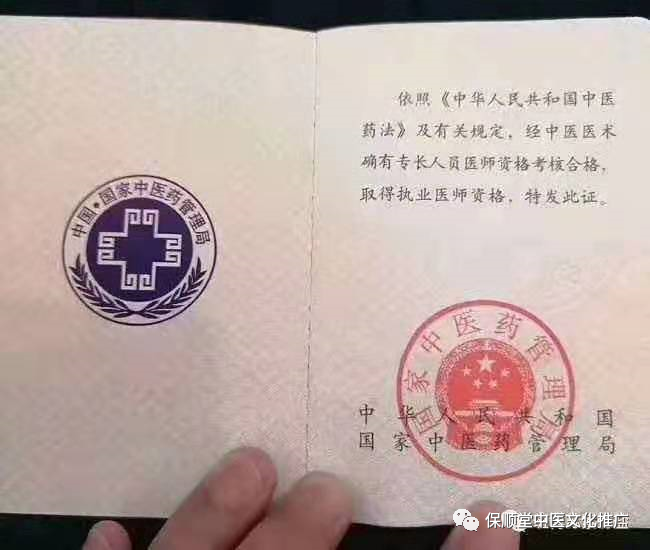 中国·国家中医药管理局
依照《中华人民共和国中医
药法》及有关规定，经中医医术
确有专长人员医师资格考核合格，
取得执业医师资格，特发此证。
国家中医药管理局
中华人民共和国
国家中医药管理局
保顺堂中医文化推庄